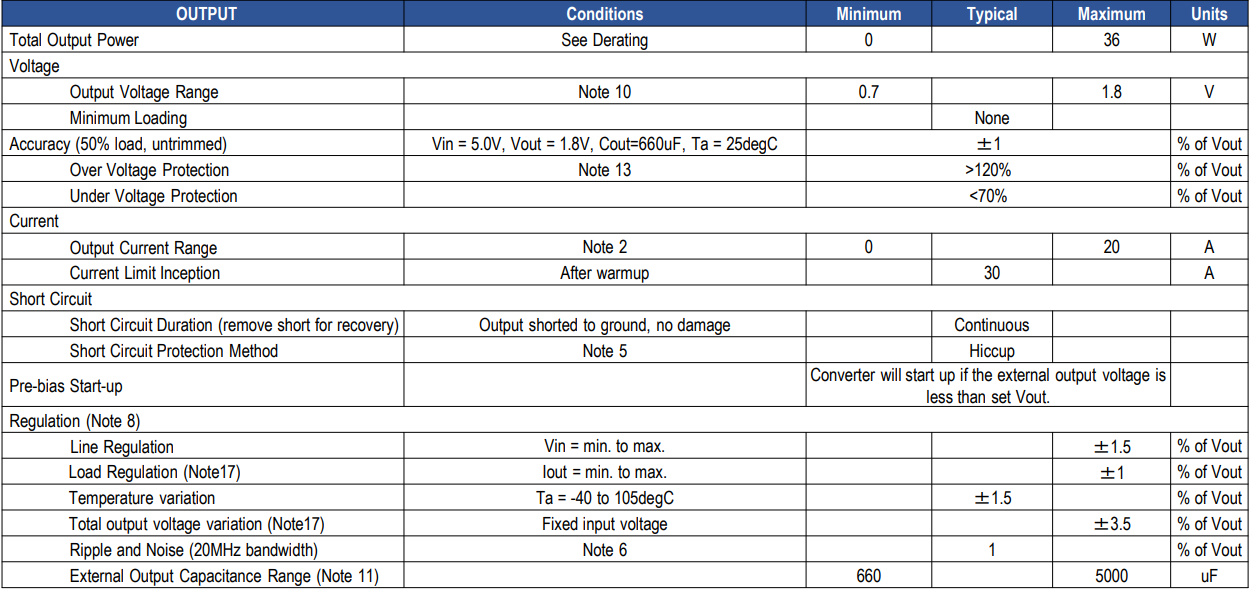 OUTPUT Conditions Minimum Typical Maximum Units
Total Output Power See Derating 0 36 W
Voltage
Output Voltage Range Note 10 0.7 1.8 V
Minimum Loading None
Accuracy (50% load, untrimmed) Vin = 5.0V, Vout = 1.8V, Cout=660uF, Ta = 25degC ±1 % of Vout
Over Voltage Protection Note 13 >120% % of Vout
Under Voltage Protection <70% % of Vout
Current
Output Current Range Note 2 0 20 A
Current Limit Inception After warmup 30 A
Short Circuit
Short Circuit Duration (remove short for recovery) Output shorted to ground, no damage Continuous
Short Circuit Protection Method Note 5 Hiccup
Pre-bias Start-up Converter will start up if the external output voltage is
less than set Vout.
Regulation (Note 8)
Line Regulation Vin = min. to max. ±1.5 % of Vout
Load Regulation (Note17) Iout = min. to max. ±1 % of Vout
Temperature variation Ta = -40 to 105degC ±1.5 % of Vout
Total output voltage variation (Note17) Fixed input voltage ±3.5 % of Vout
Ripple and Noise (20MHz bandwidth) Note 6 1 % of Vout
External Output Capacitance Range (Note 11) 660 5000 uF